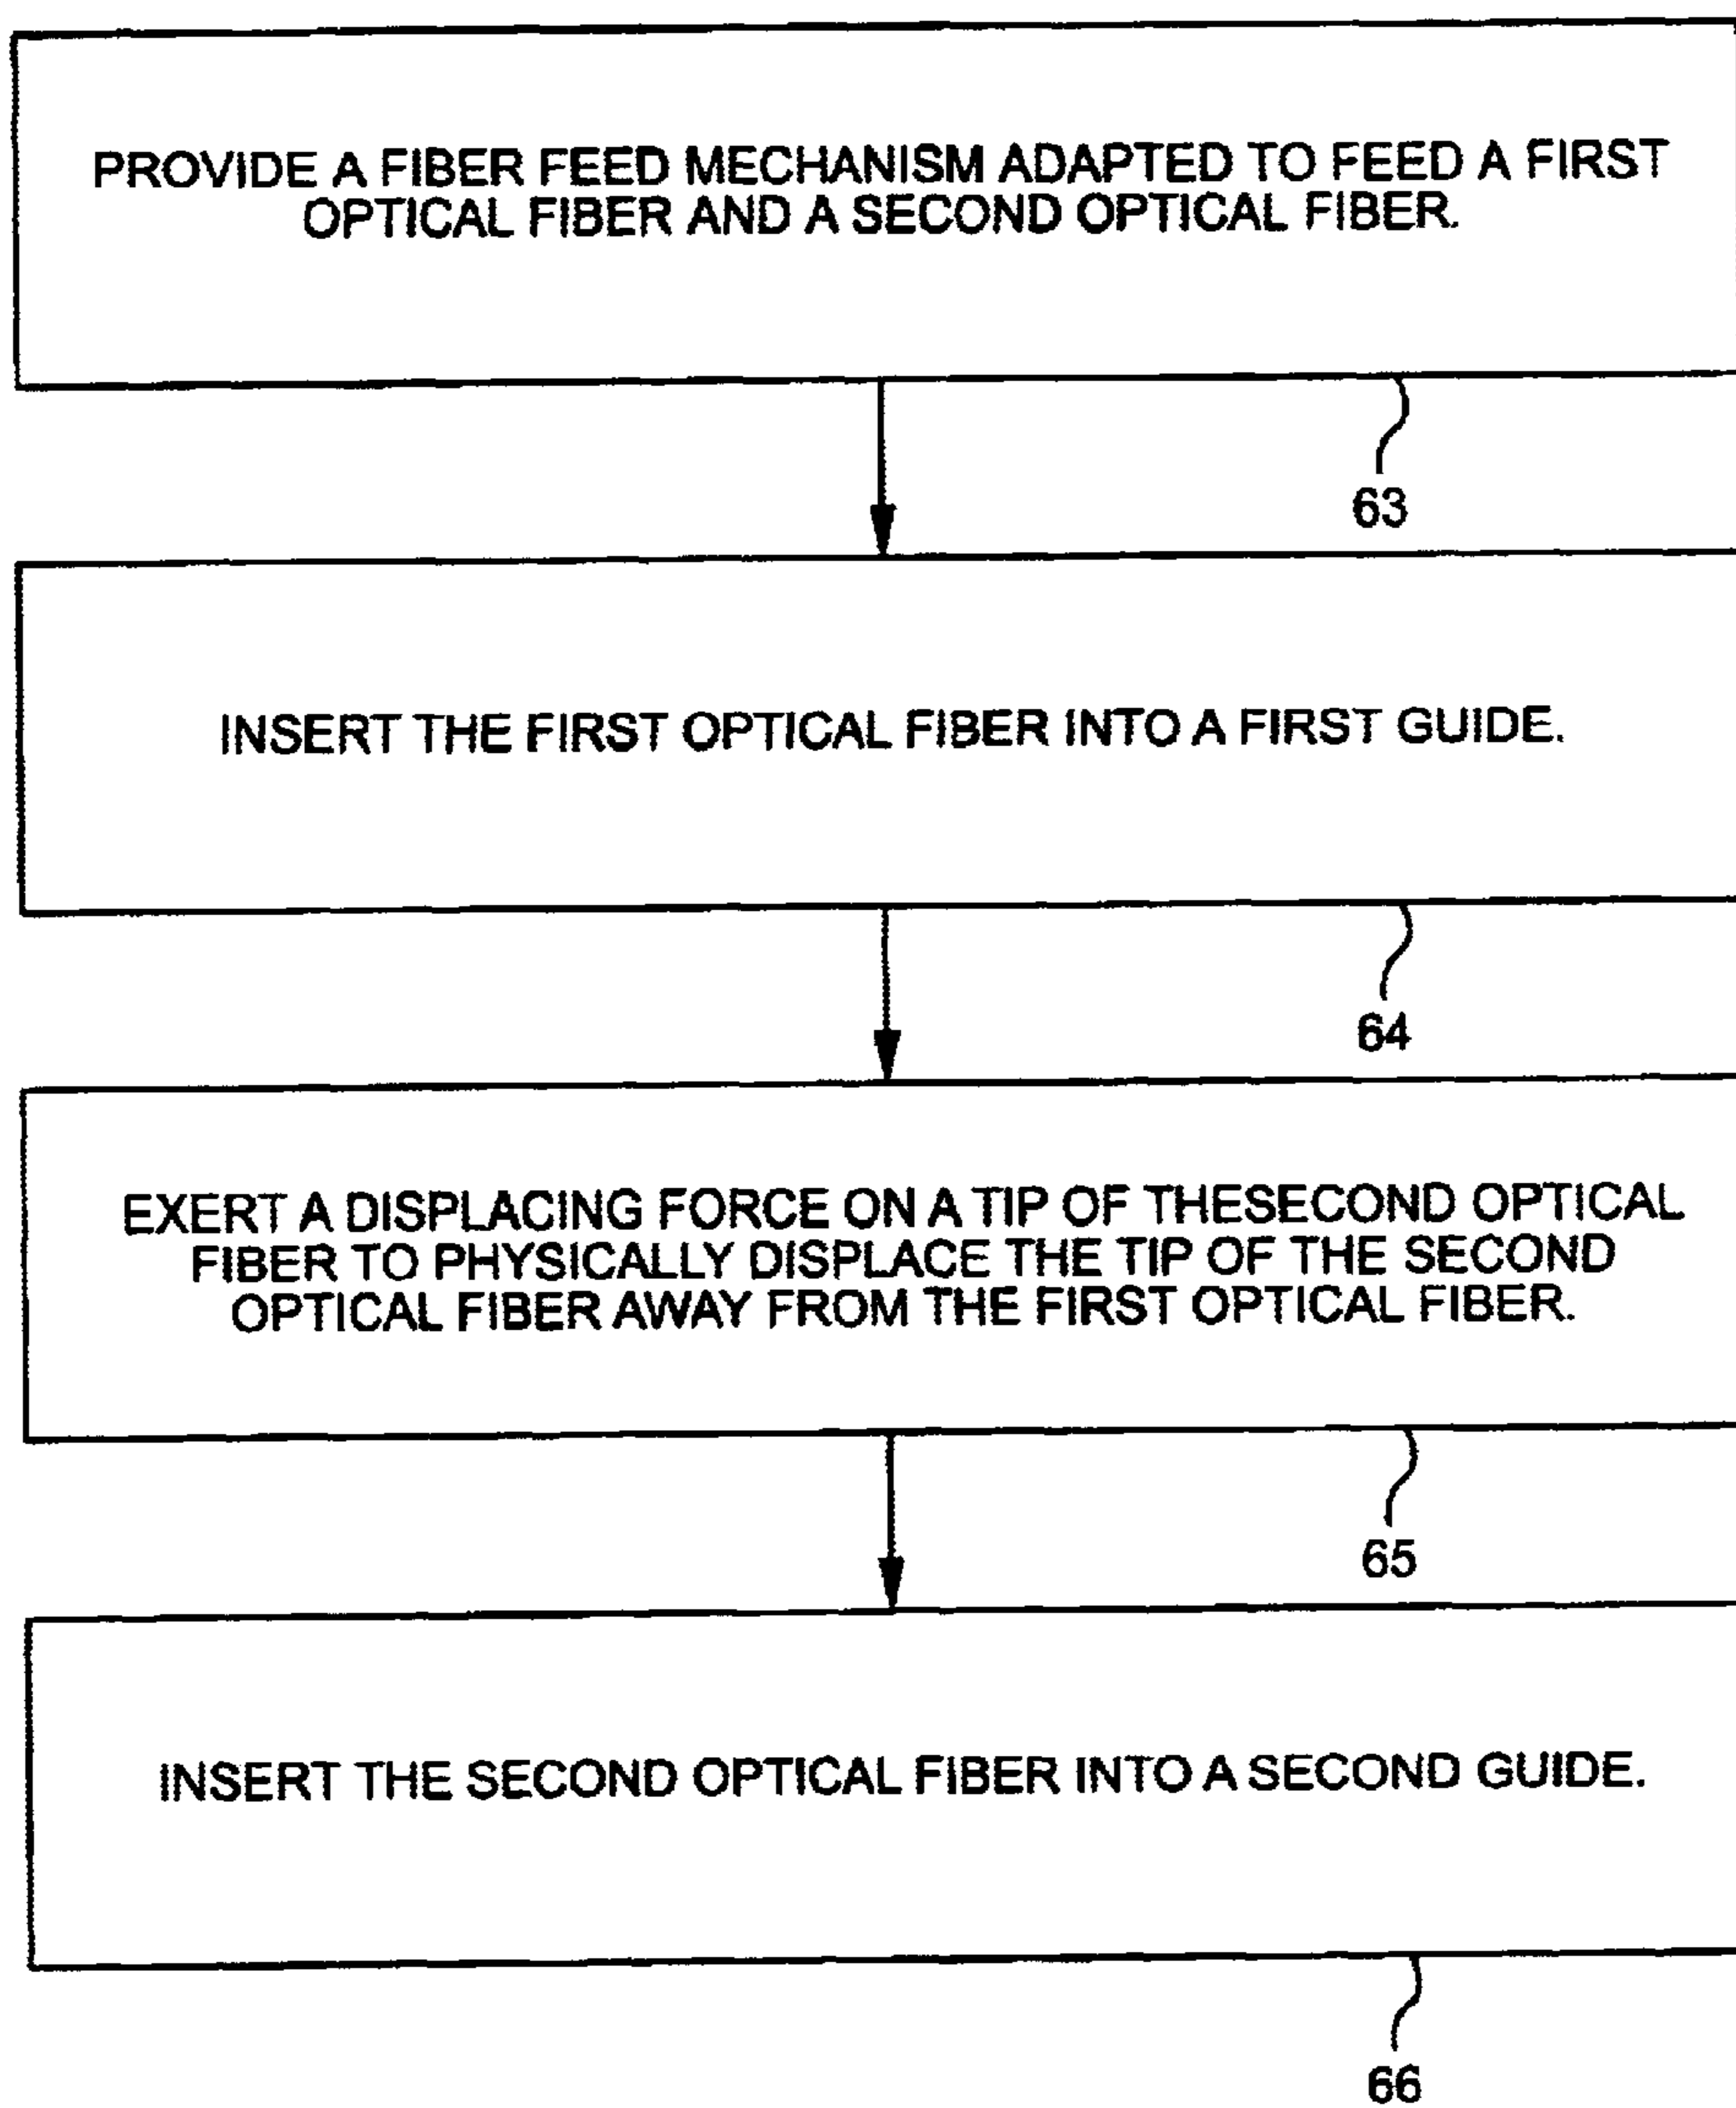 PROVIDE A FIBER FEED MECHANISM ADAPTED TO FEED A FIRST
OPTICAL FIBER AND A SECOND OPTICAL FIBER.
63
INSERT THE FIRST OPTICAL FIBER INTO A FIRST GUIDE.
64
EXERT A DISPLACING FORCE ON A TIP OF THESECOND OPTICAL
FIBER TO PHYSICALLY DISPLACE THE TIP OF THE SECOND
OPTICAL FIBER AWAY FROM THE FIRST OPTICAL FIBER.
65
INSERT THE SECOND OPTICAL FIBER INTO A SECOND GUIDE.
66